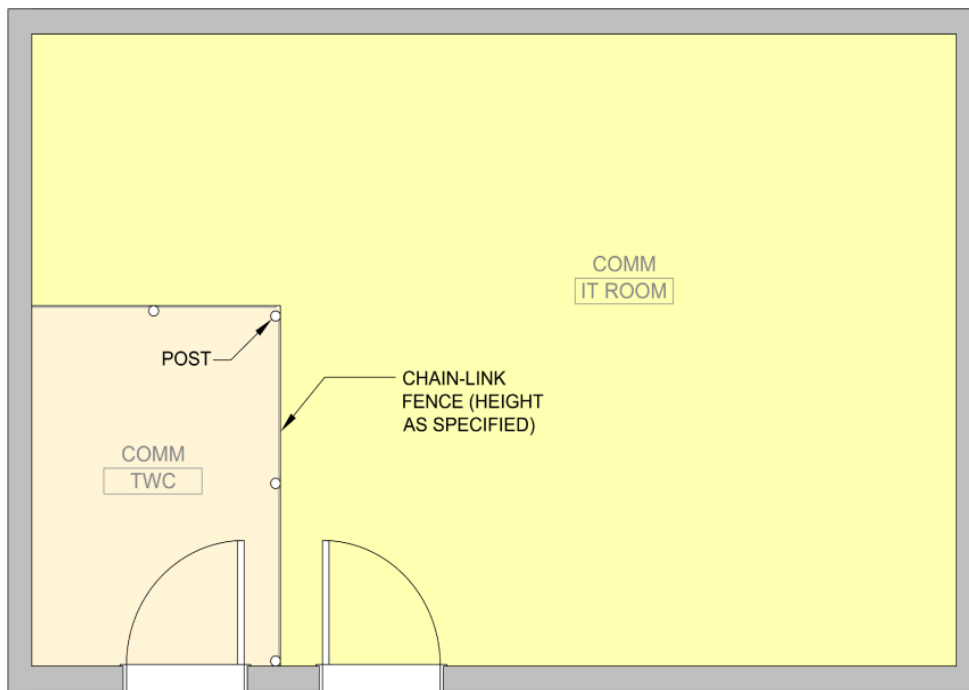 COMM
IT ROOM
POST
CHAIN-LINK
FENCE (HEIGHT
AS SPECIFIED)
COMM
TWC